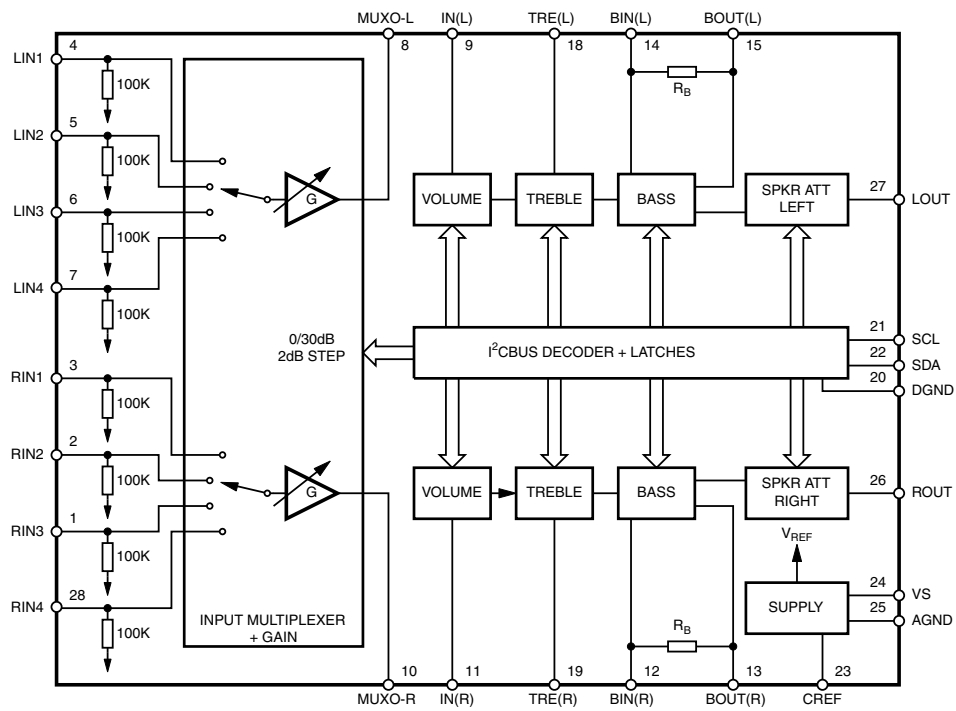 MUXO-L IN(L) TRE(L) BIN(L) BOUT(L)
8 9 18 14 15
LIN1 4
100K
LIN2 5
100K
LIN3 6
100K
LIN4 7
100K
RIN1 3
100K
RIN2 2
100K
RIN3 1
100K
RIN4 28
100K
G
0/30dB
2dB STEP
G
INPUT MULTIPLEXER
+ GAIN
R_B
VOLUME TREBLE BASS SPKR ATT
LEFT
27 LOUT
I²CBUS DECODER + LATCHES
21 SCL
22 SDA
20 DGND
VOLUME TREBLE BASS SPKR ATT
RIGHT
26 ROUT
V_REF
SUPPLY
24 VS
25 AGND
R_B
10 11 19 12 13 23
MUXO-R IN(R) TRE(R) BIN(R) BOUT(R) CREF